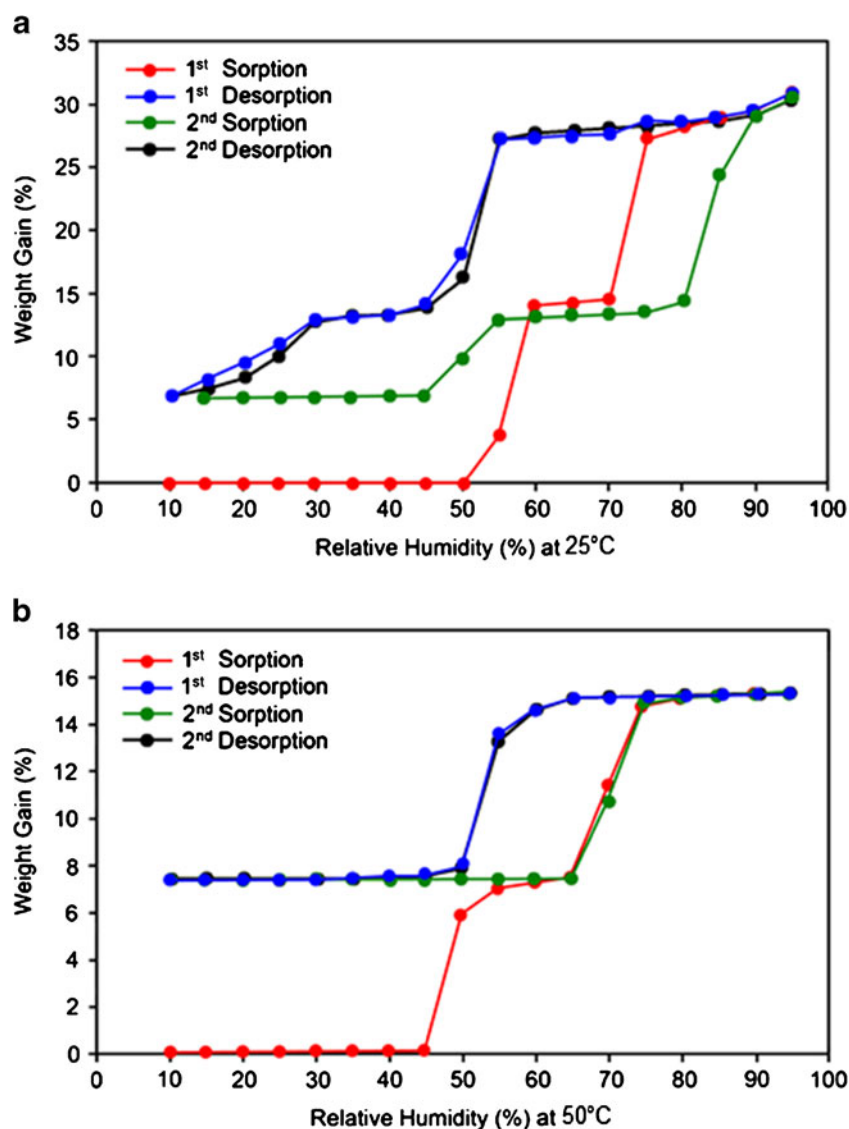 a
35
30
25
20
15
10
5
0
Weight Gain (%)
1st Sorption
1st Desorption
2nd Sorption
2nd Desorption
0 10 20 30 40 50 60 70 80 90 100
Relative Humidity (%) at 25°C
b
18
16
14
12
10
8
6
4
2
0
Weight Gain (%)
1st Sorption
1st Desorption
2nd Sorption
2nd Desorption
0 10 20 30 40 50 60 70 80 90 100
Relative Humidity (%) at 50°C